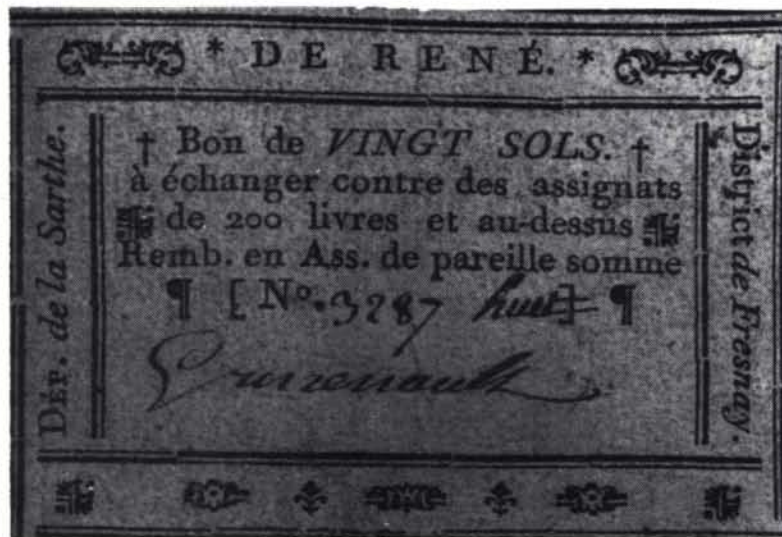 * DE RENÉ. *
DÉP. de la Sarthe.
† Bon de VINGT SOLS. †
à échanger contre des assignats
de 200 livres et au-dessus
Remb. en Ass. de pareille somme
¶ [ Nº. 3287 ] ¶
District de Fresnay.